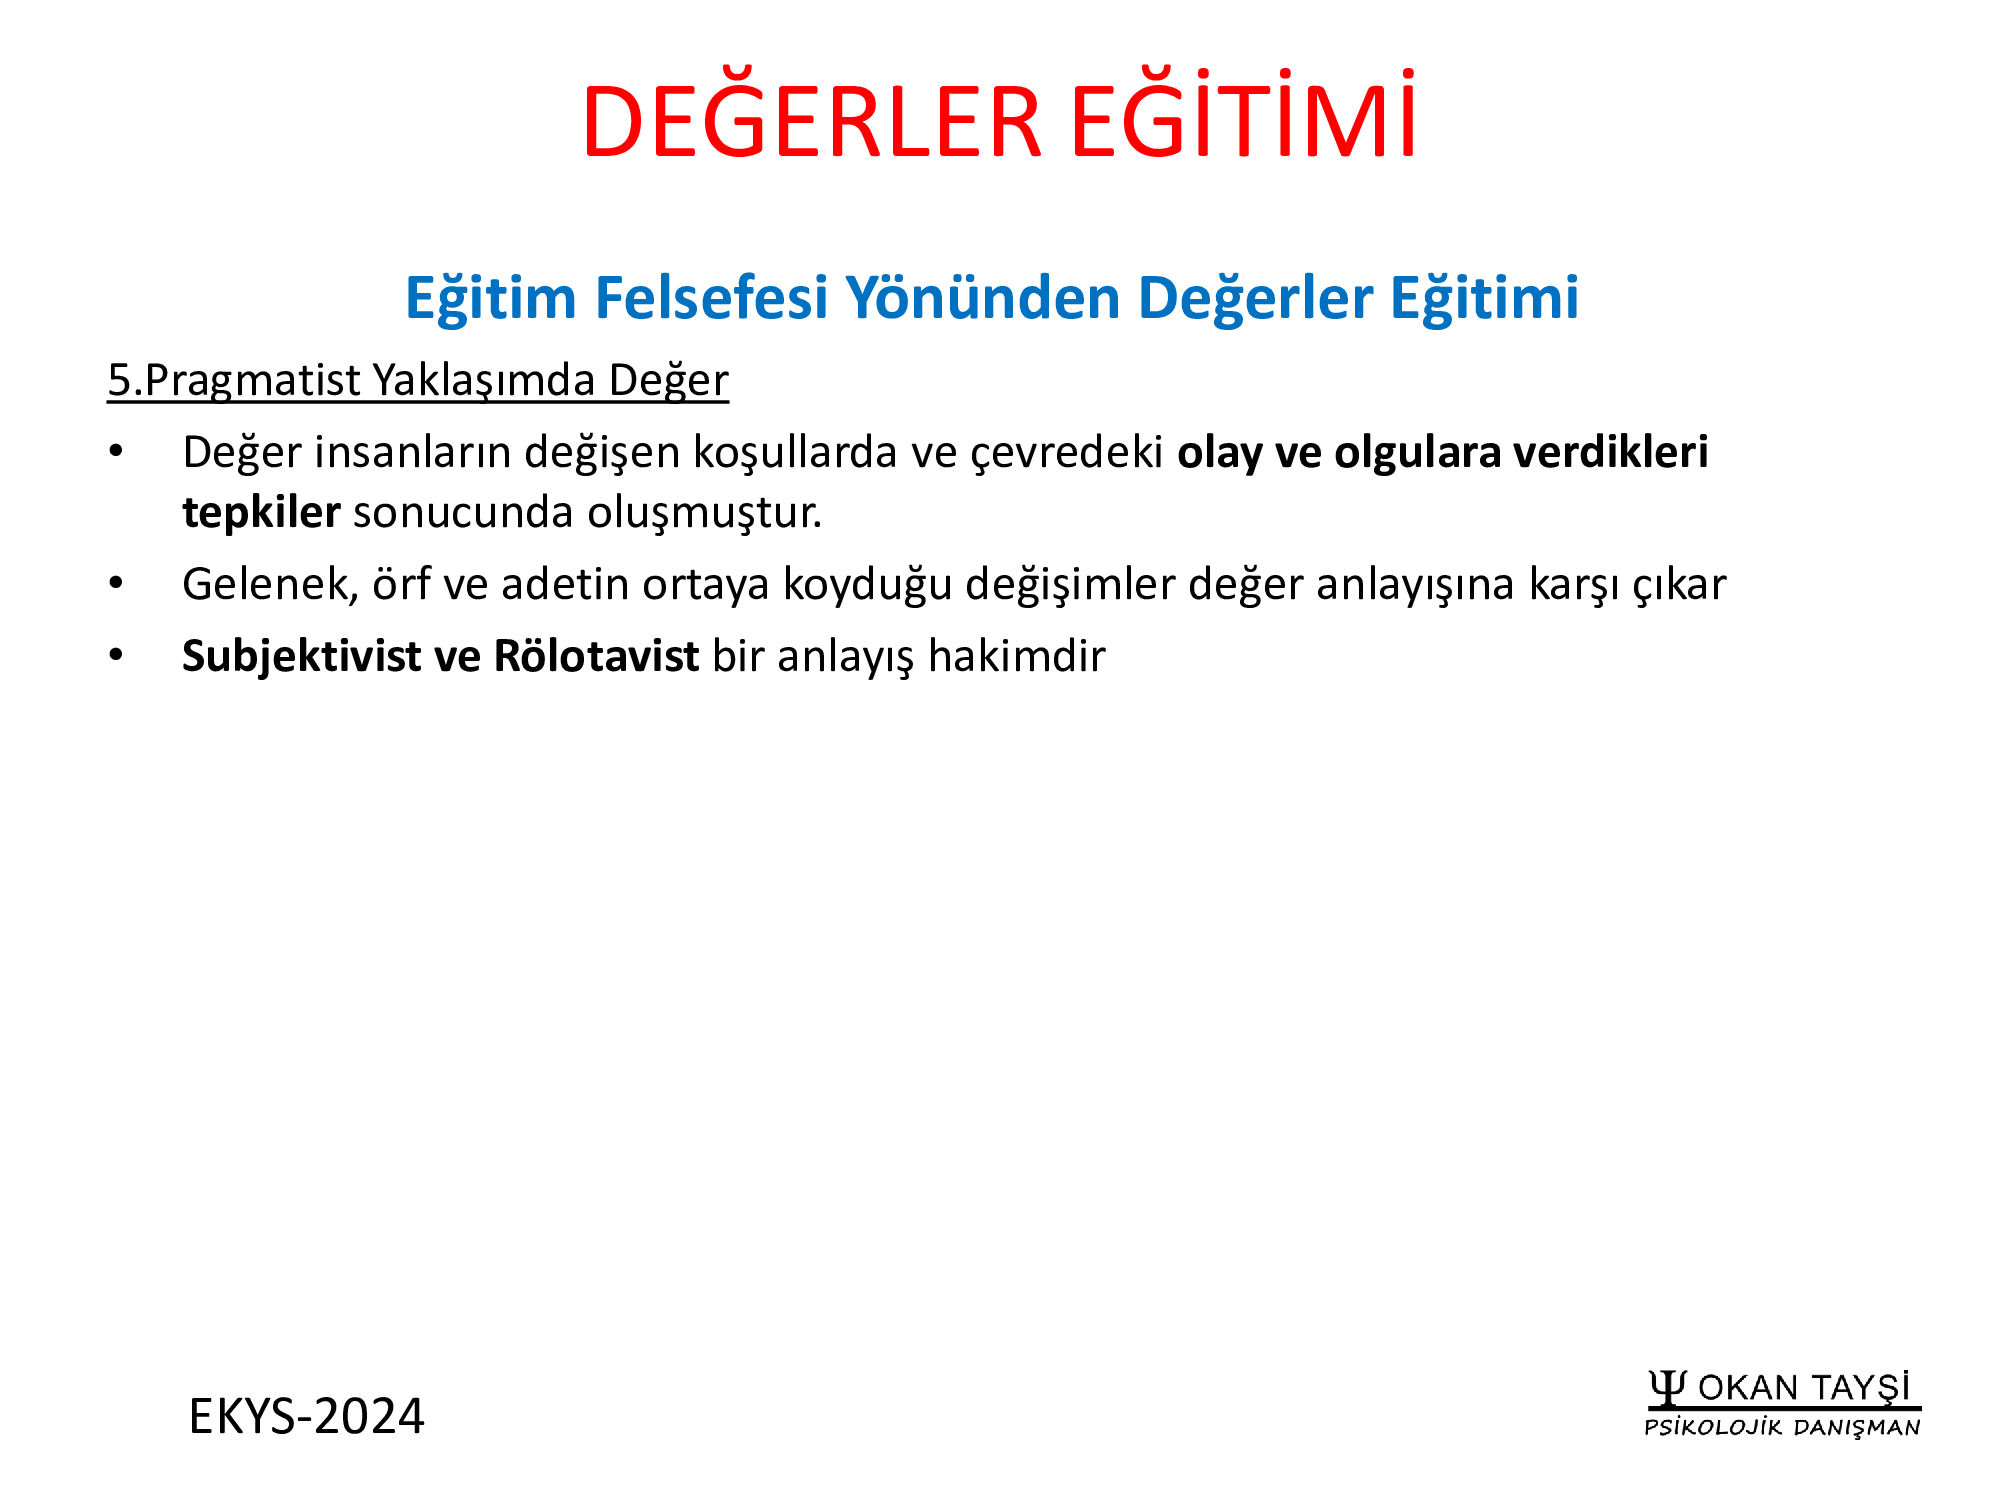 DEĞERLER EĞİTİMİ
Eğitim Felsefesi Yönünden Değerler Eğitimi
5.Pragmatist Yaklaşımda Değer
• Değer insanların değişen koşullarda ve çevredeki olay ve olgulara verdikleri
tepkiler sonucunda oluşmuştur.
• Gelenek, örf ve adetin ortaya koyduğu değişimler değer anlayışına karşı çıkar
• Subjektivist ve Rölotavist bir anlayış hakimdir
EKYS-2024
Ψ OKAN TAYŞİ
PSİKOLOJİK DANIŞMAN